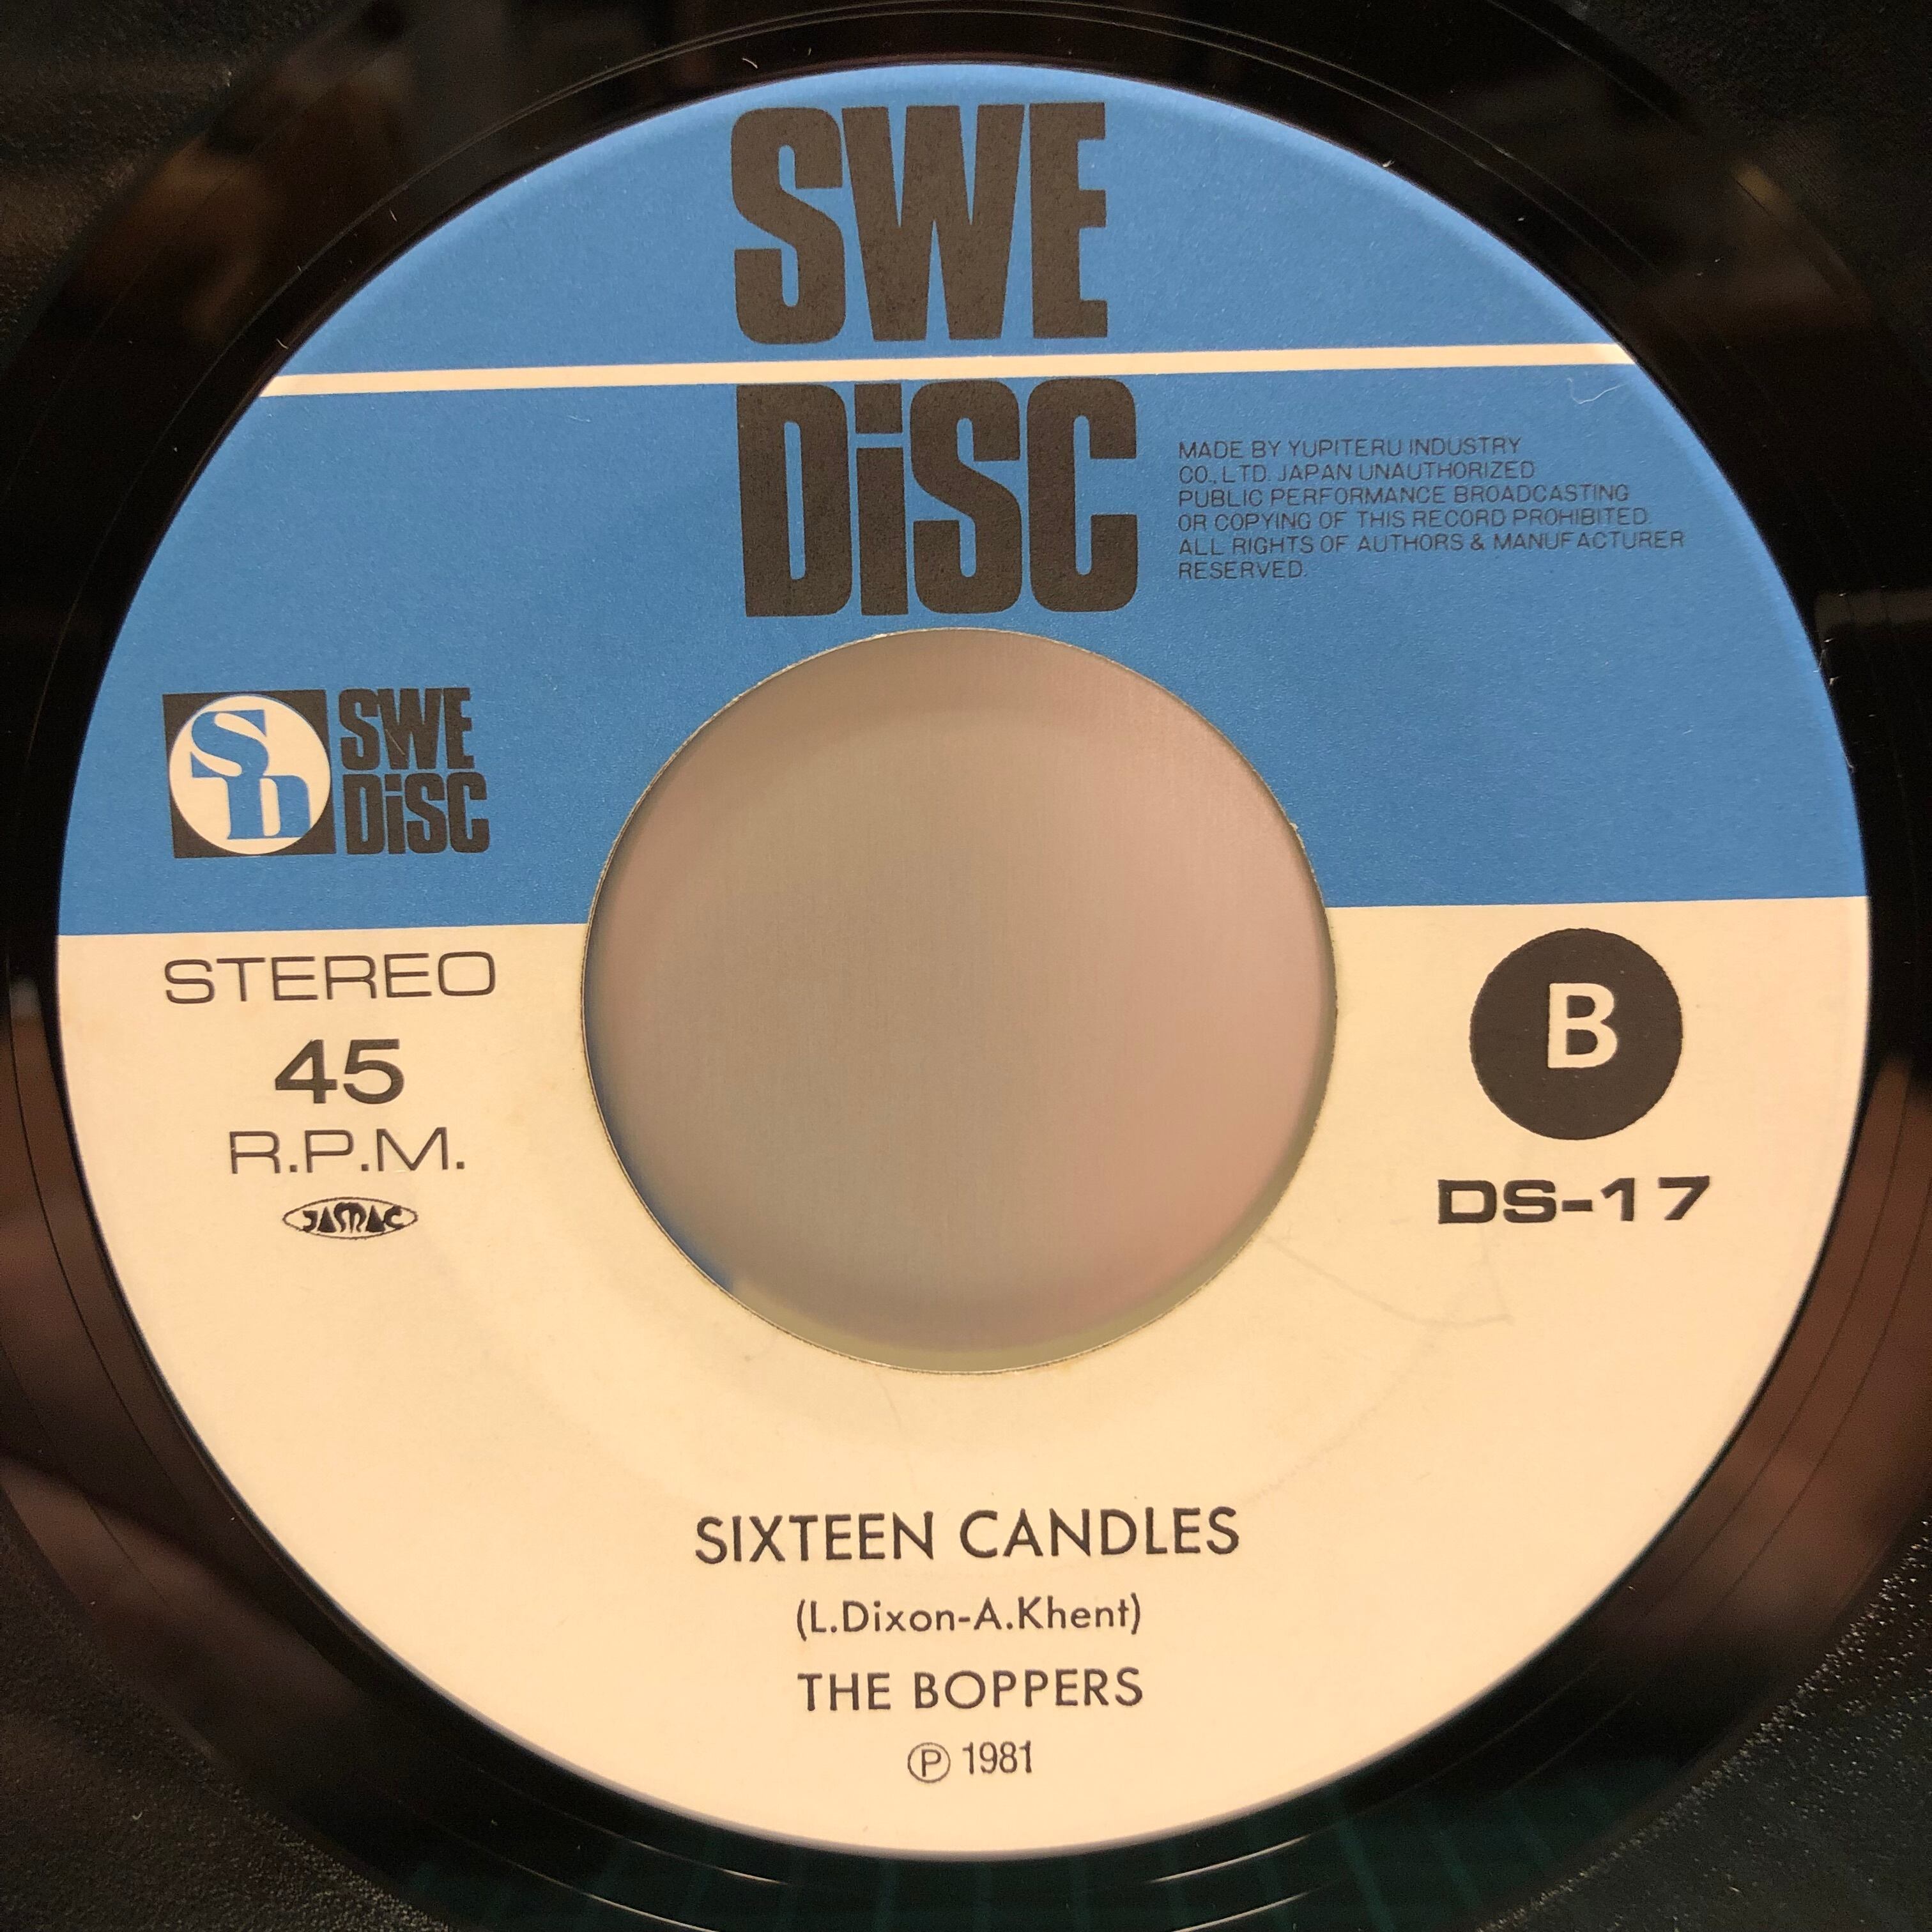 SWE
DiSC
MADE BY YUPITERU INDUSTRY
CO., LTD. JAPAN UNAUTHORIZED
PUBLIC PERFORMANCE BROADCASTING
OR COPYING OF THIS RECORD PROHIBITED.
ALL RIGHTS OF AUTHORS & MANUFACTURER
RESERVED.
SD
SWE
DiSC
STEREO
45
R.P.M.
JASRAC
B
DS-17
SIXTEEN CANDLES
(L.Dixon-A.Khent)
THE BOPPERS
Ⓟ 1981